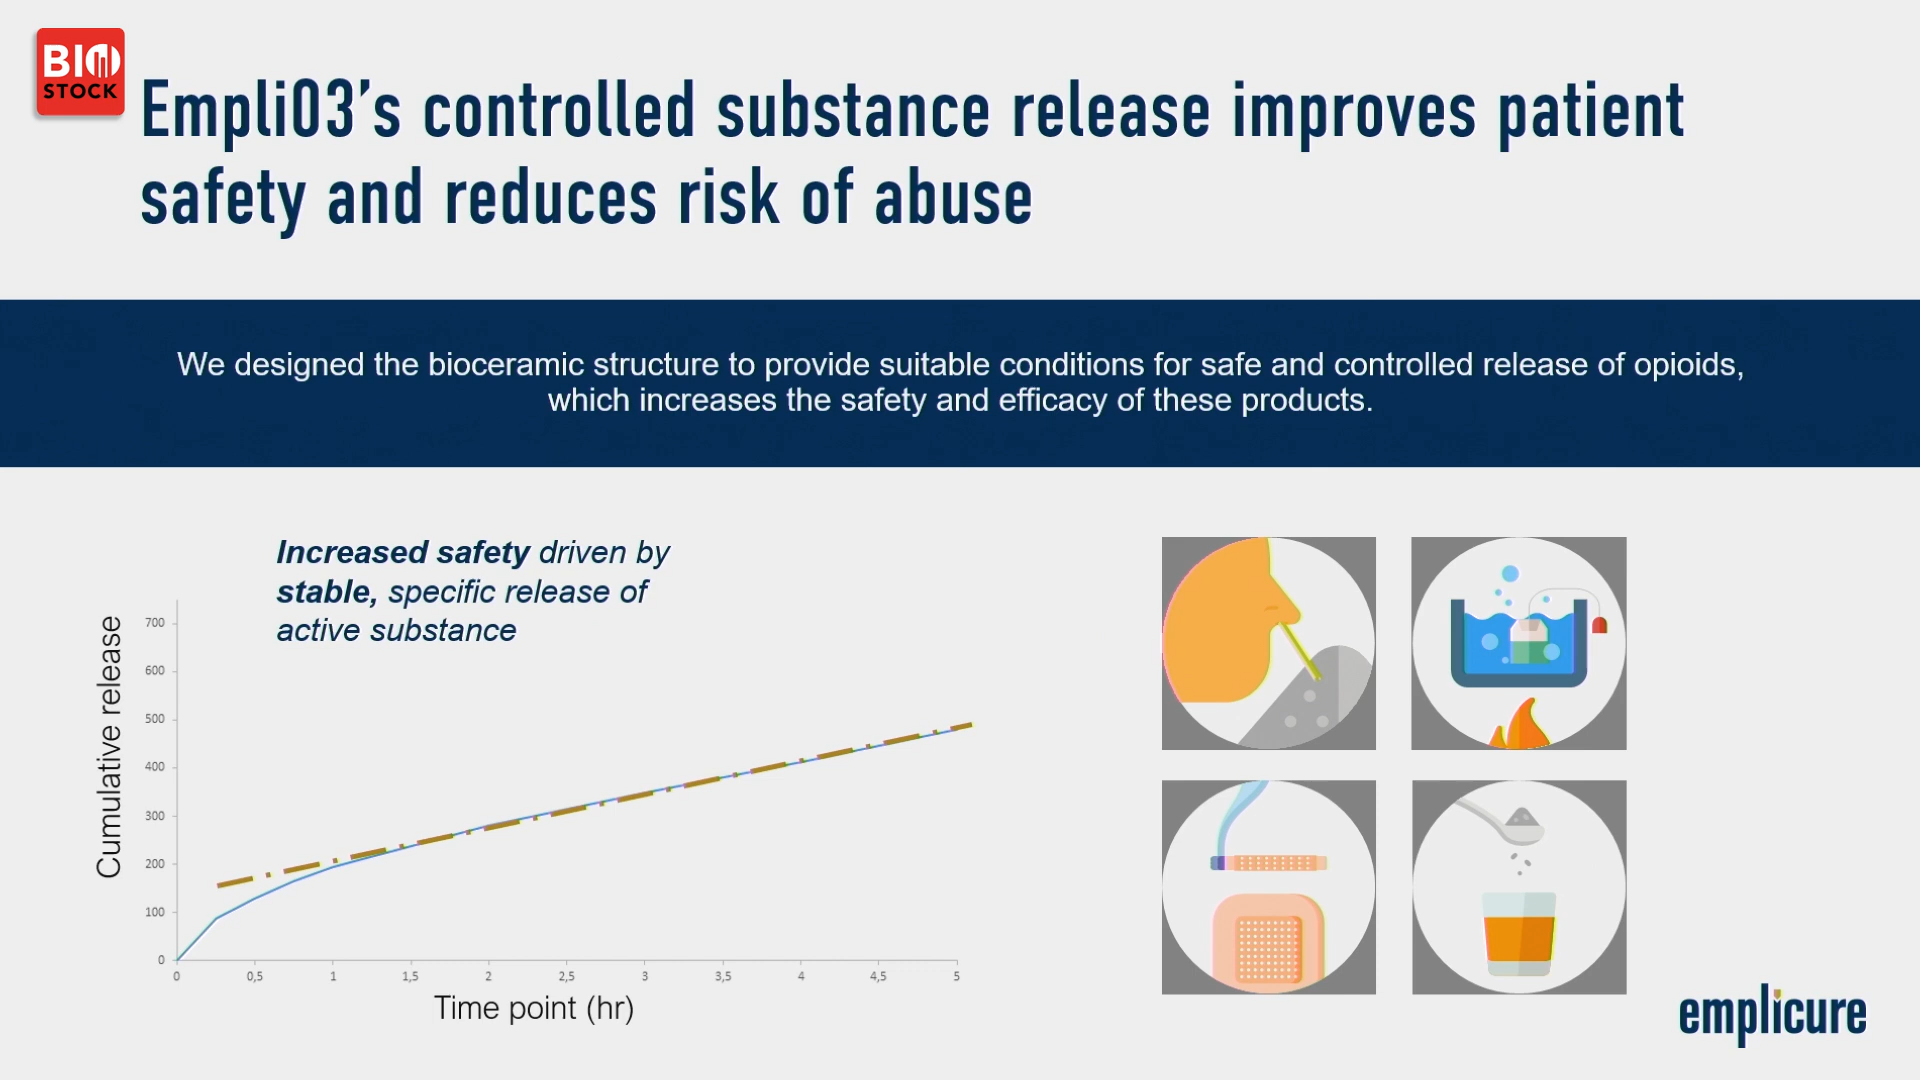 BIO
STOCK
Empli03's controlled substance release improves patient
safety and reduces risk of abuse
We designed the bioceramic structure to provide suitable conditions for safe and controlled release of opioids,
which increases the safety and efficacy of these products.
Increased safety driven by
stable, specific release of
active substance
Cumulative release
700
600
500
400
300
200
100
0
0 0,5 1 1,5 2 2,5 3 3,5 4 4,5 5
Time point (hr)
emplicure